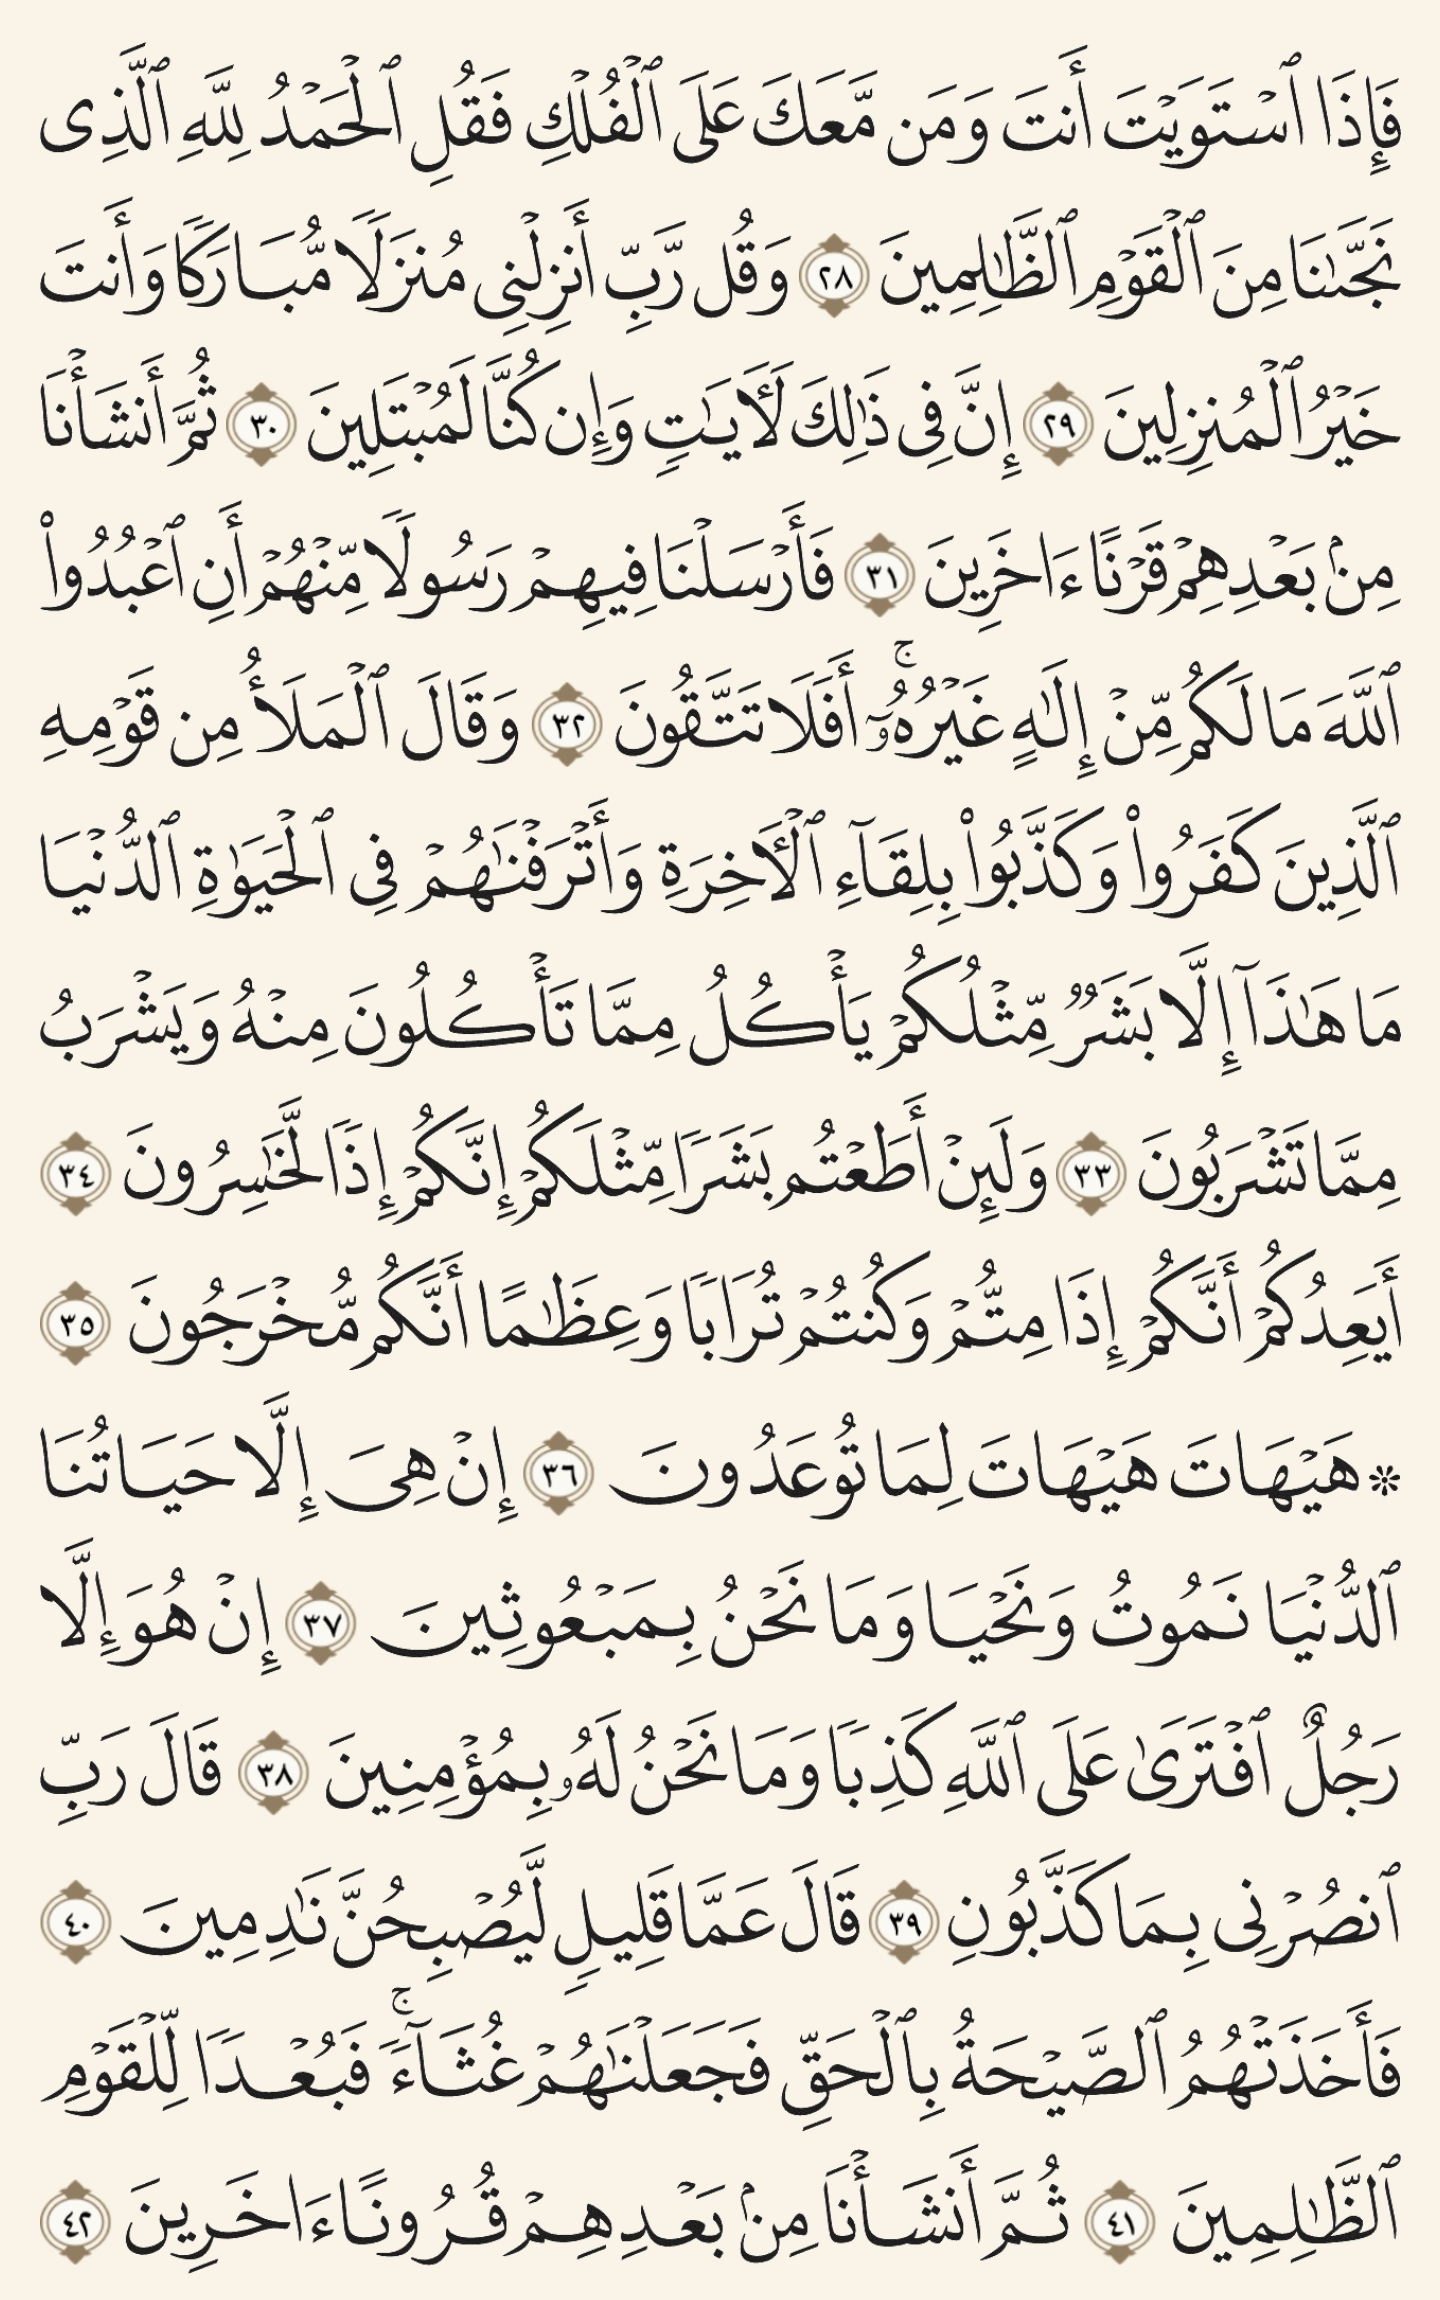 فَإِذَا ٱسْتَوَيْتَ أَنتَ وَمَن مَّعَكَ عَلَى ٱلْفُلْكِ فَقُلِ ٱلْحَمْدُ لِلَّهِ ٱلَّذِى
نَجَّىٰنَا مِنَ ٱلْقَوْمِ ٱلظَّٰلِمِينَ ٢٨ وَقُل رَّبِّ أَنزِلْنِى مُنزَلًا مُّبَارَكًا وَأَنتَ
خَيْرُ ٱلْمُنزِلِينَ ٢٩ إِنَّ فِى ذَٰلِكَ لَـَٔايَٰتٍ وَإِن كُنَّا لَمُبْتَلِينَ ٣٠ ثُمَّ أَنشَأْنَا
مِنۢ بَعْدِهِمْ قَرْنًا ءَاخَرِينَ ٣١ فَأَرْسَلْنَا فِيهِمْ رَسُولًا مِّنْهُمْ أَنِ ٱعْبُدُوا۟
ٱللَّهَ مَا لَكُم مِّنْ إِلَٰهٍ غَيْرُهُۥٓ ۚ أَفَلَا تَتَّقُونَ ٣٢ وَقَالَ ٱلْمَلَأُ مِن قَوْمِهِ
ٱلَّذِينَ كَفَرُوا۟ وَكَذَّبُوا۟ بِلِقَآءِ ٱلْـَٔاخِرَةِ وَأَتْرَفْنَٰهُمْ فِى ٱلْحَيَوٰةِ ٱلدُّنْيَا
مَا هَٰذَآ إِلَّا بَشَرٌ مِّثْلُكُمْ يَأْكُلُ مِمَّا تَأْكُلُونَ مِنْهُ وَيَشْرَبُ
مِمَّا تَشْرَبُونَ ٣٣ وَلَئِنْ أَطَعْتُم بَشَرًا مِّثْلَكُمْ إِنَّكُمْ إِذًا لَّخَٰسِرُونَ ٣٤
أَيَعِدُكُمْ أَنَّكُمْ إِذَا مِتُّمْ وَكُنتُمْ تُرَابًا وَعِظَٰمًا أَنَّكُم مُّخْرَجُونَ ٣٥
۞ هَيْهَاتَ هَيْهَاتَ لِمَا تُوعَدُونَ ٣٦ إِنْ هِىَ إِلَّا حَيَاتُنَا
ٱلدُّنْيَا نَمُوتُ وَنَحْيَا وَمَا نَحْنُ بِمَبْعُوثِينَ ٣٧ إِنْ هُوَ إِلَّا
رَجُلٌ ٱفْتَرَىٰ عَلَى ٱللَّهِ كَذِبًا وَمَا نَحْنُ لَهُۥ بِمُؤْمِنِينَ ٣٨ قَالَ رَبِّ
ٱنصُرْنِى بِمَا كَذَّبُونِ ٣٩ قَالَ عَمَّا قَلِيلٍ لَّيُصْبِحُنَّ نَٰدِمِينَ ٤٠
فَأَخَذَتْهُمُ ٱلصَّيْحَةُ بِٱلْحَقِّ فَجَعَلْنَٰهُمْ غُثَآءً ۚ فَبُعْدًا لِّلْقَوْمِ
ٱلظَّٰلِمِينَ ٤١ ثُمَّ أَنشَأْنَا مِنۢ بَعْدِهِمْ قُرُونًا ءَاخَرِينَ ٤٢